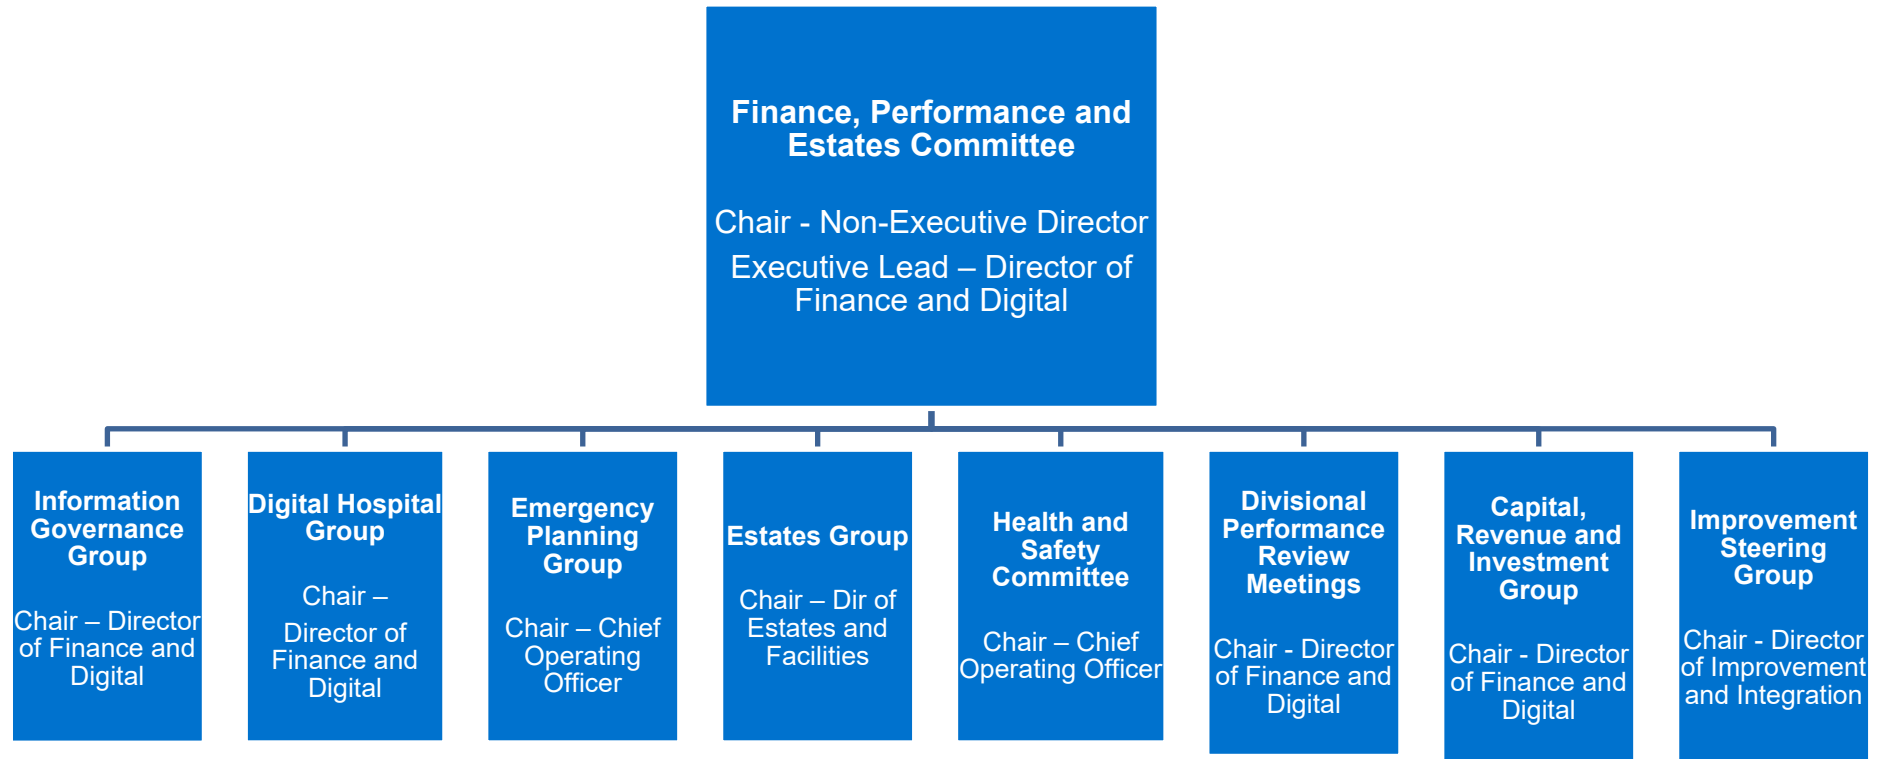 Finance, Performance and
Estates Committee
Chair - Non-Executive Director
Executive Lead – Director of
Finance and Digital
Information
Governance
Group
Chair – Director
of Finance and
Digital
Digital Hospital
Group
Chair –
Director of
Finance and
Digital
Emergency
Planning
Group
Chair – Chief
Operating
Officer
Estates Group
Chair – Dir of
Estates and
Facilities
Health and
Safety
Committee
Chair – Chief
Operating Officer
Divisional
Performance
Review
Meetings
Chair - Director
of Finance and
Digital
Capital,
Revenue and
Investment
Group
Chair - Director
of Finance and
Digital
Improvement
Steering
Group
Chair - Director
of Improvement
and Integration